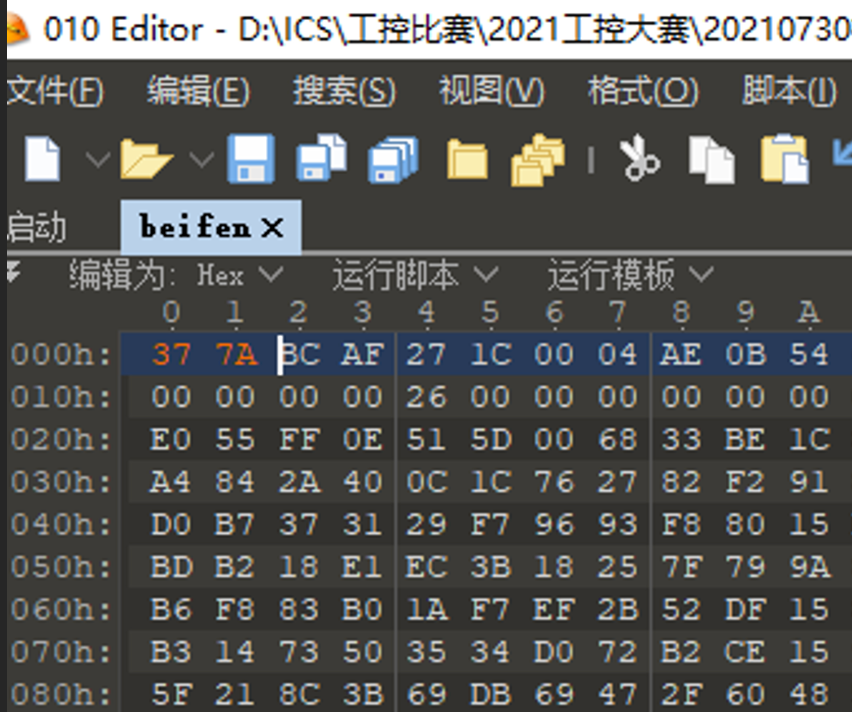 010 Editor - D:\ICS\工控比赛\2021工控大赛\20210730
文件(F) 编辑(E) 搜索(S) 视图(V) 格式(O) 脚本(I)
启动 beifen ×
编辑为: Hex 运行脚本 运行模板
0 1 2 3 4 5 6 7 8 9 A
000h: 37 7A BC AF 27 1C 00 04 AE 0B 54
010h: 00 00 00 00 26 00 00 00 00 00 00
020h: E0 55 FF 0E 51 5D 00 68 33 BE 1C
030h: A4 84 2A 40 0C 1C 76 27 82 F2 91
040h: D0 B7 37 31 29 F7 96 93 F8 80 15
050h: BD B2 18 E1 EC 3B 18 25 7F 79 9A
060h: B6 F8 83 B0 1A F7 EF 2B 52 DF 15
070h: B3 14 73 50 35 34 D0 72 B2 CE 15
080h: 5F 21 8C 3B 69 DB 69 47 2F 60 48